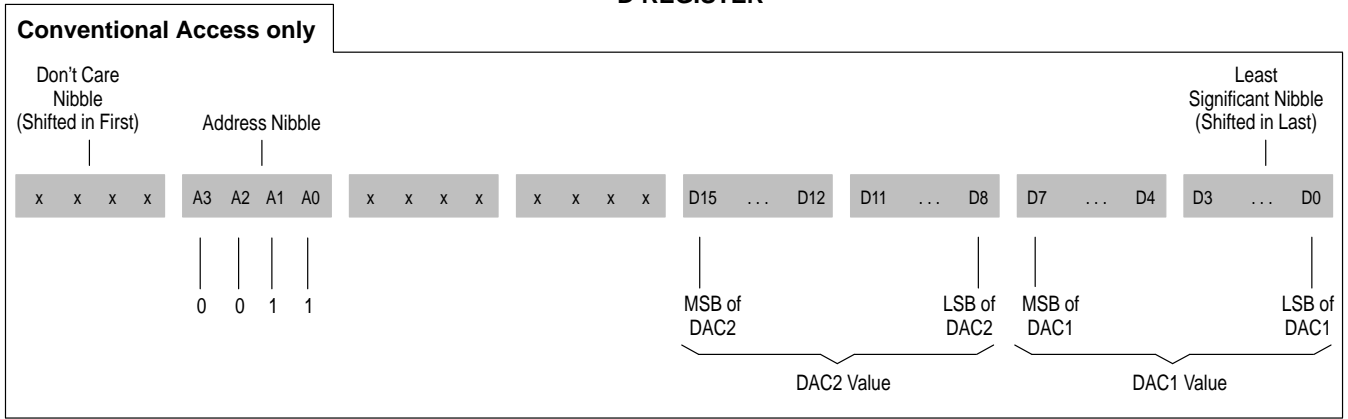 D REGISTER
Conventional Access only
Don't Care
Nibble
(Shifted in First)
Address Nibble
Least
Significant Nibble
(Shifted in Last)
x x x x A3 A2 A1 A0 x x x x x x x x D15 ... D12 D11 ... D8 D7 ... D4 D3 ... D0
0 0 1 1
MSB of
DAC2
LSB of
DAC2
MSB of
DAC1
LSB of
DAC1
DAC2 Value
DAC1 Value